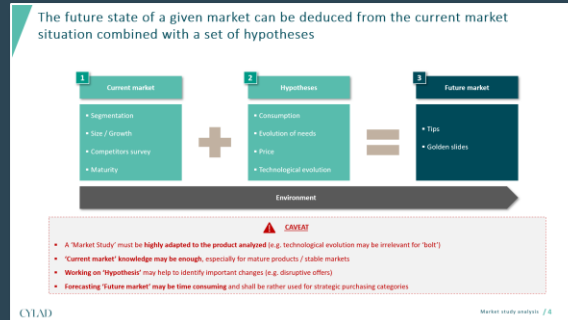 The future state of a given market can be deduced from the current market
situation combined with a set of hypotheses
1
Current market
• Segmentation
• Size / Growth
• Competitors survey
• Maturity
2
Hypotheses
• Consumption
• Evolution of needs
• Price
• Technological evolution
3
Future market
• Tips
• Golden slides
Environment
CAVEAT
• A 'Market Study' must be highly adapted to the product analyzed (e.g. technological evolution may be irrelevant for 'bolt')
• 'Current market' knowledge may be enough, especially for mature products / stable markets
• Working on 'Hypothesis' may help to identify important changes (e.g. disruptive offers)
• Forecasting 'Future market' may be time consuming and shall be rather used for strategic purchasing categories
CYLAD
Market study analysis / 4